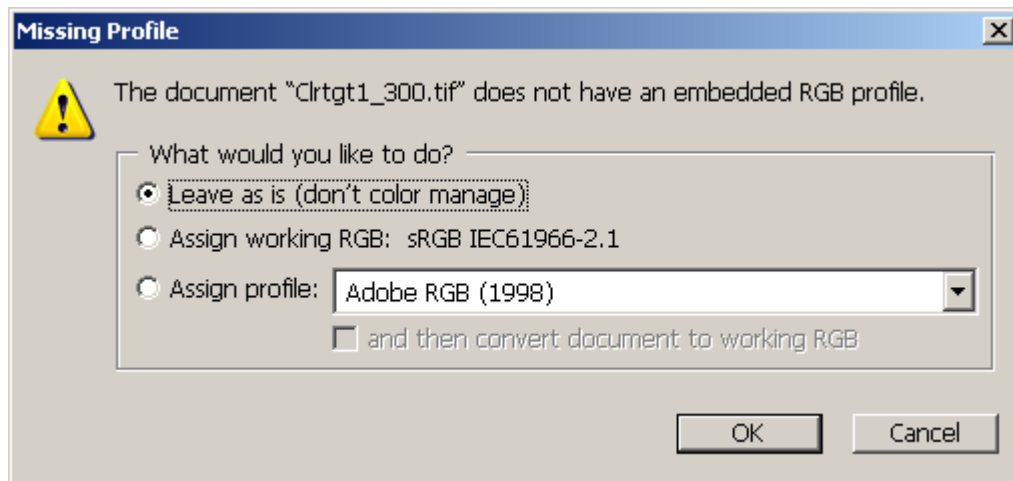 Missing Profile
The document “Clrtgt1_300.tif” does not have an embedded RGB profile.
What would you like to do?
Leave as is (don't color manage)
Assign working RGB: sRGB IEC61966-2.1
Assign profile: Adobe RGB (1998)
and then convert document to working RGB
OK Cancel